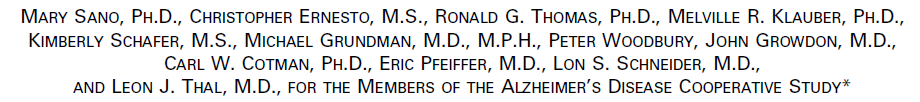 MARY SANO, PH.D., CHRISTOPHER ERNESTO, M.S., RONALD G. THOMAS, PH.D., MELVILLE R. KLAUBER, PH.D.,
KIMBERLY SCHAFER, M.S., MICHAEL GRUNDMAN, M.D., M.P.H., PETER WOODBURY, JOHN GROWDON, M.D.,
CARL W. COTMAN, PH.D., ERIC PFEIFFER, M.D., LON S. SCHNEIDER, M.D.,
AND LEON J. THAL, M.D., FOR THE MEMBERS OF THE ALZHEIMER'S DISEASE COOPERATIVE STUDY*